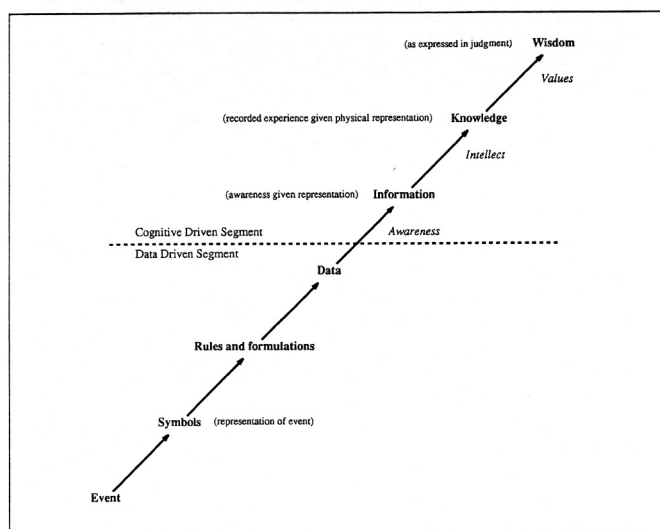 (as expressed in judgment) Wisdom
Values
(recorded experience given physical representation) Knowledge
Intellect
(awareness given representation) Information
Cognitive Driven Segment
Awareness
Data Driven Segment
Data
Rules and formulations
Symbols (representation of event)
Event